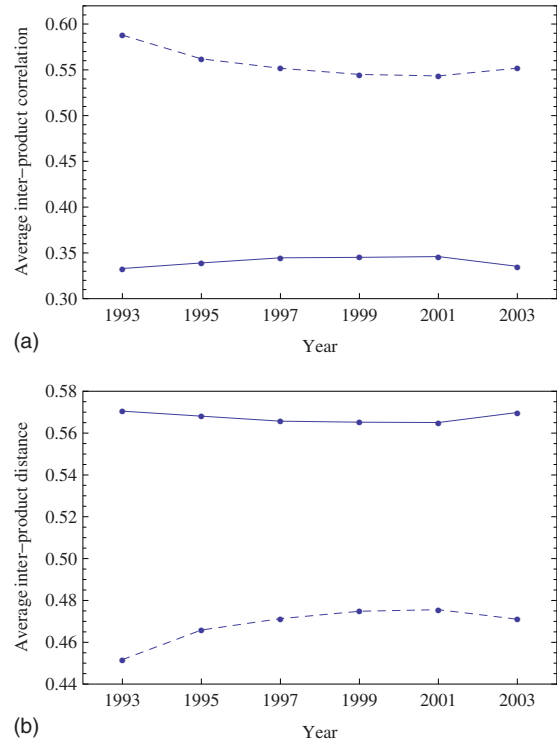 0.60
0.55
0.50
0.45
0.40
0.35
0.30
Average inter-product correlation
1993 1995 1997 1999 2001 2003
(a)
Year
0.58
0.56
0.54
0.52
0.50
0.48
0.46
0.44
Average inter-product distance
1993 1995 1997 1999 2001 2003
(b)
Year